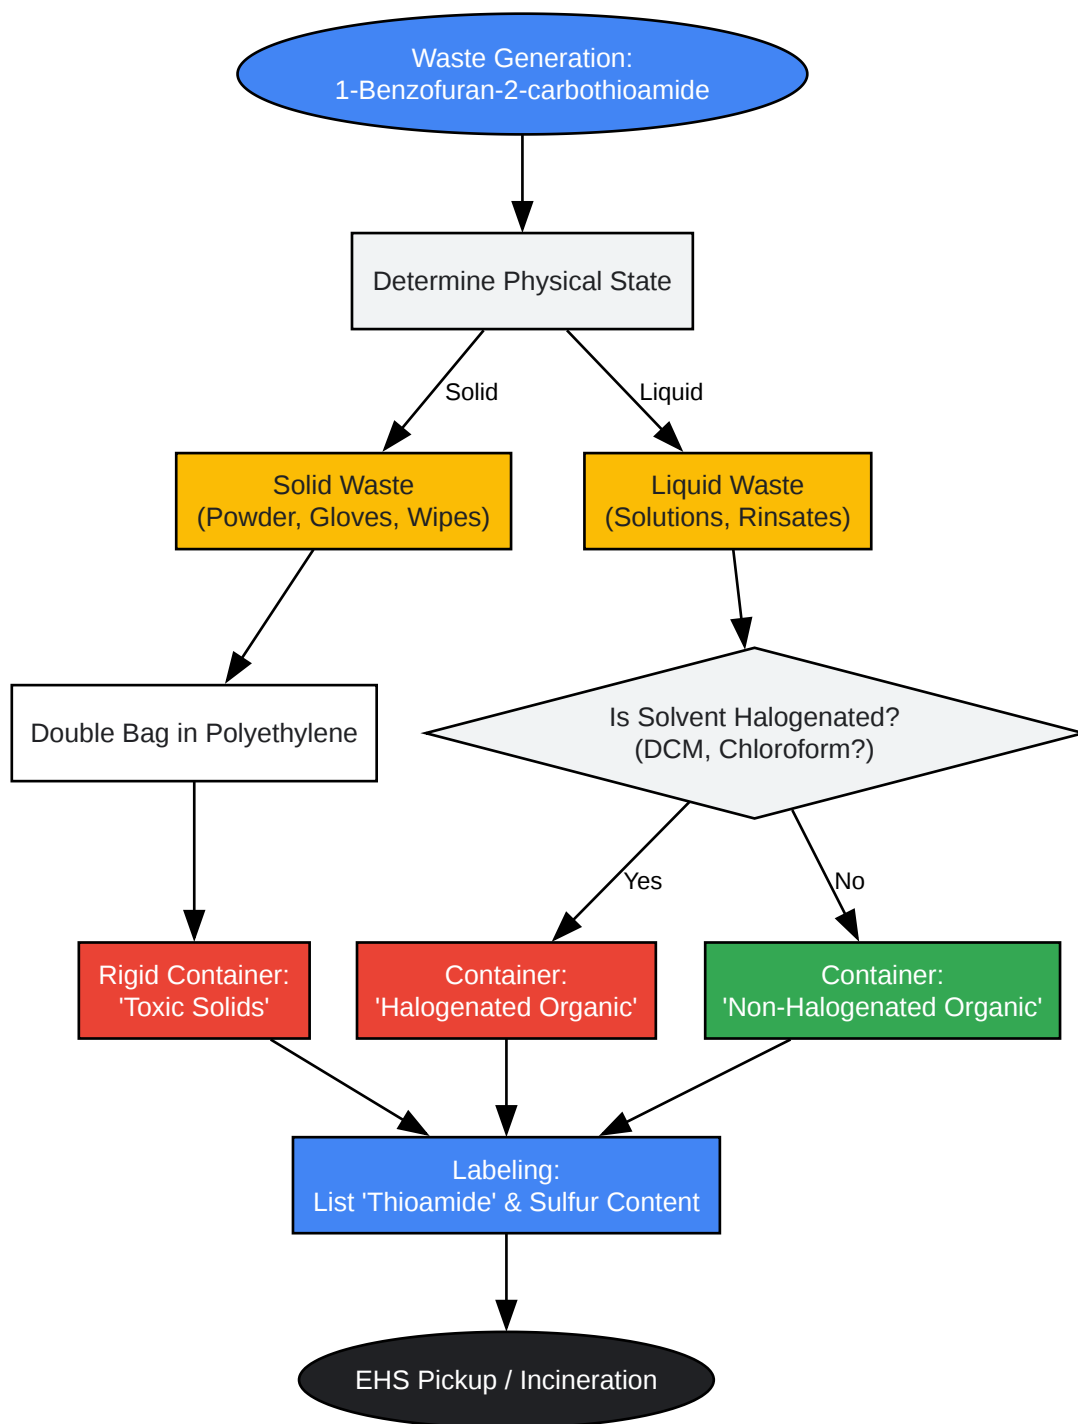 Waste Generation:
1-Benzofuran-2-carbothioamide
Determine Physical State
Solid
Liquid
Solid Waste
(Powder, Gloves, Wipes)
Liquid Waste
(Solutions, Rinsates)
Double Bag in Polyethylene
Is Solvent Halogenated?
(DCM, Chloroform?)
Yes
No
Rigid Container:
'Toxic Solids'
Container:
'Halogenated Organic'
Container:
'Non-Halogenated Organic'
Labeling:
List 'Thioamide' & Sulfur Content
EHS Pickup / Incineration